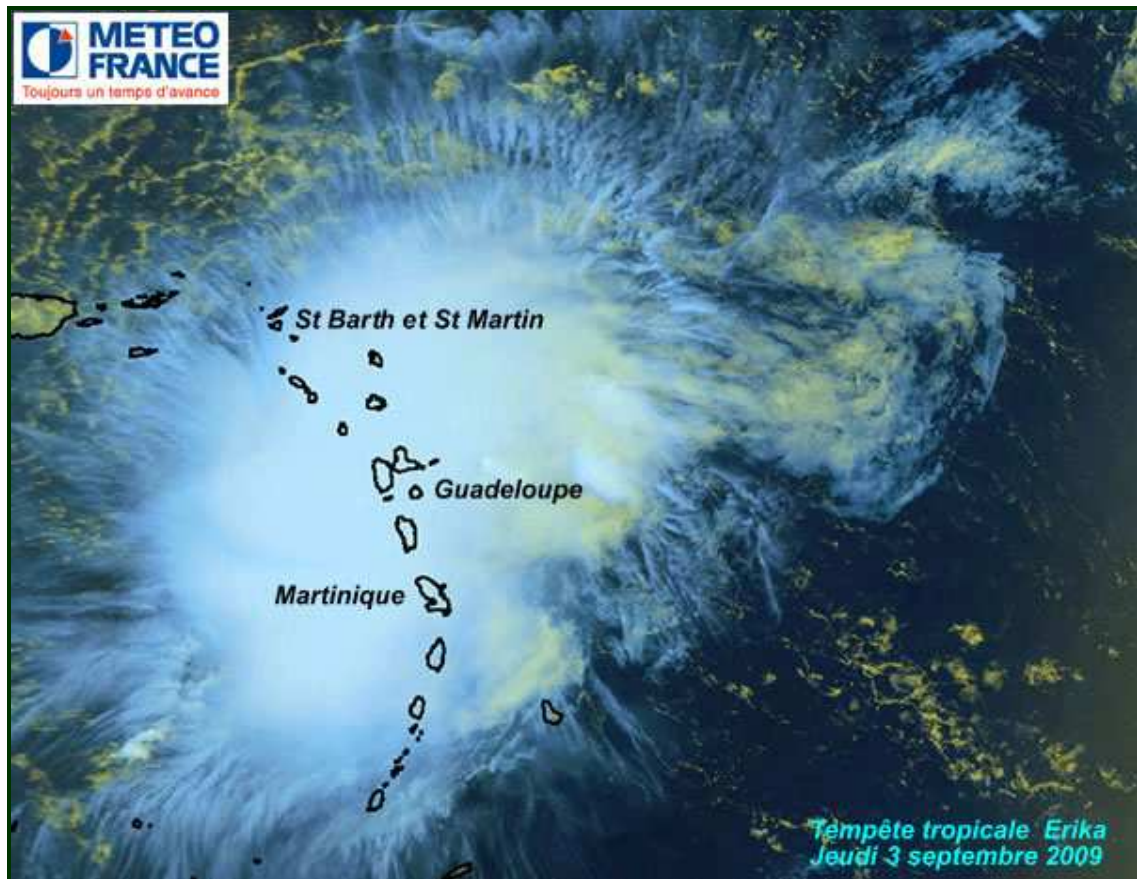 METEO
FRANCE
Toujours un temps d'avance
St Barth et St Martin
Guadeloupe
Martinique
Tempête tropicale Erika
Jeudi 3 septembre 2009